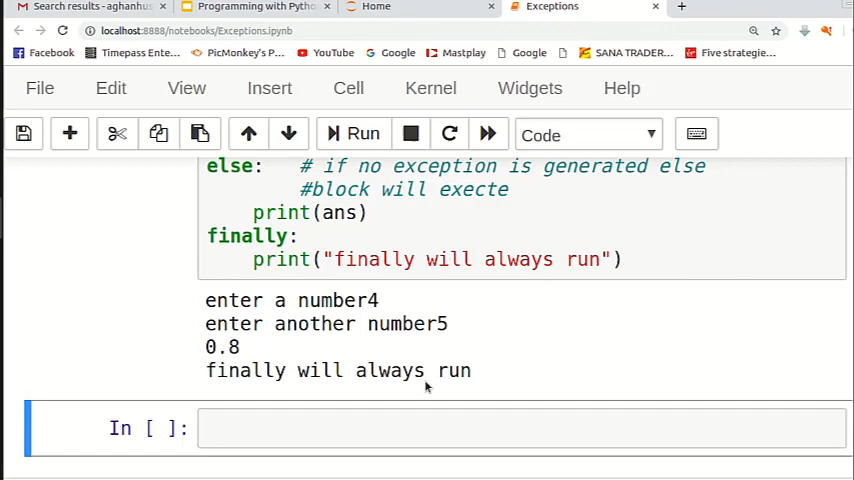 Search results - aghanhus
Programming with Pytho
Home
Exceptions
localhost:8888/notebooks/Exceptions.ipynb
Facebook
Timepass Ente...
PicMonkey's P...
YouTube
Google
Mastplay
Google
SANA TRADER...
Five strategie...
File
Edit
View
Insert
Cell
Kernel
Widgets
Help
Run
Code
else: # if no exception is generated else
#block will execte
print(ans)
finally:
print("finally will always run")
enter a number4
enter another number5
0.8
finally will always run
In [ ]: